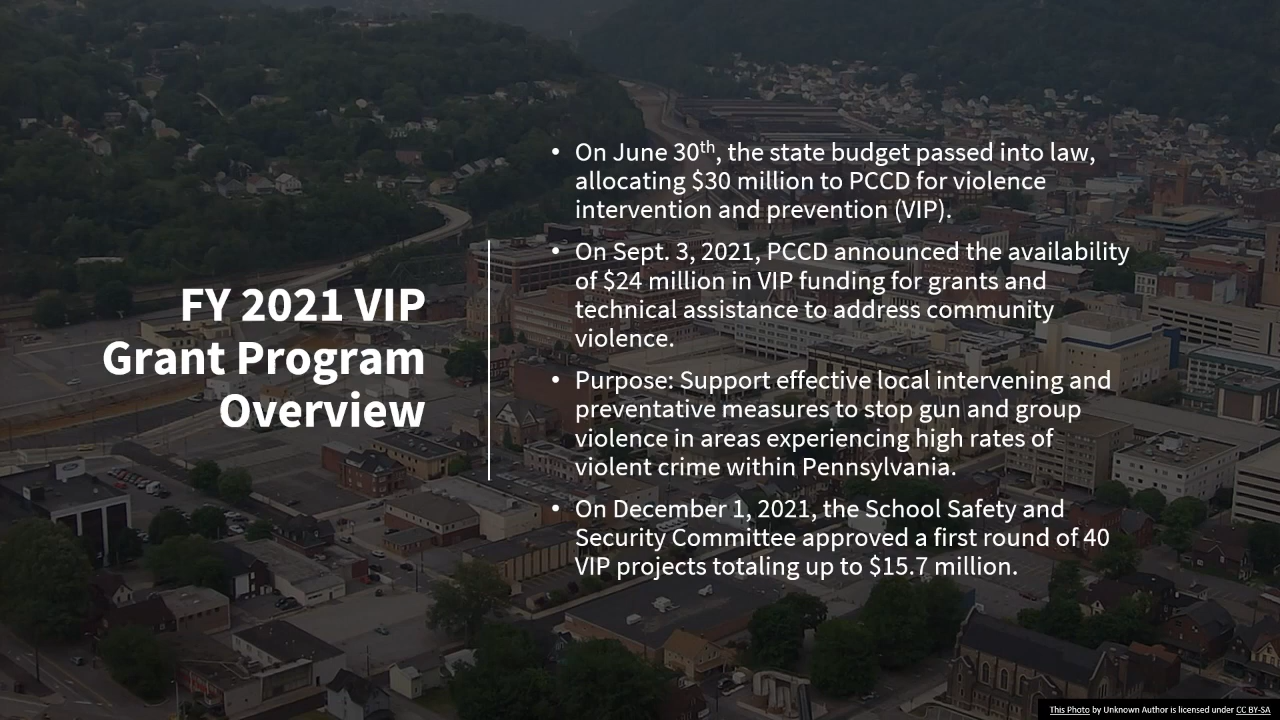 FY 2021 VIP
Grant Program
Overview
• On June 30th, the state budget passed into law,
allocating $30 million to PCCD for violence
intervention and prevention (VIP).
• On Sept. 3, 2021, PCCD announced the availability
of $24 million in VIP funding for grants and
technical assistance to address community
violence.
• Purpose: Support effective local intervening and
preventative measures to stop gun and group
violence in areas experiencing high rates of
violent crime within Pennsylvania.
• On December 1, 2021, the School Safety and
Security Committee approved a first round of 40
VIP projects totaling up to $15.7 million.
This Photo by Unknown Author is licensed under CC BY-SA